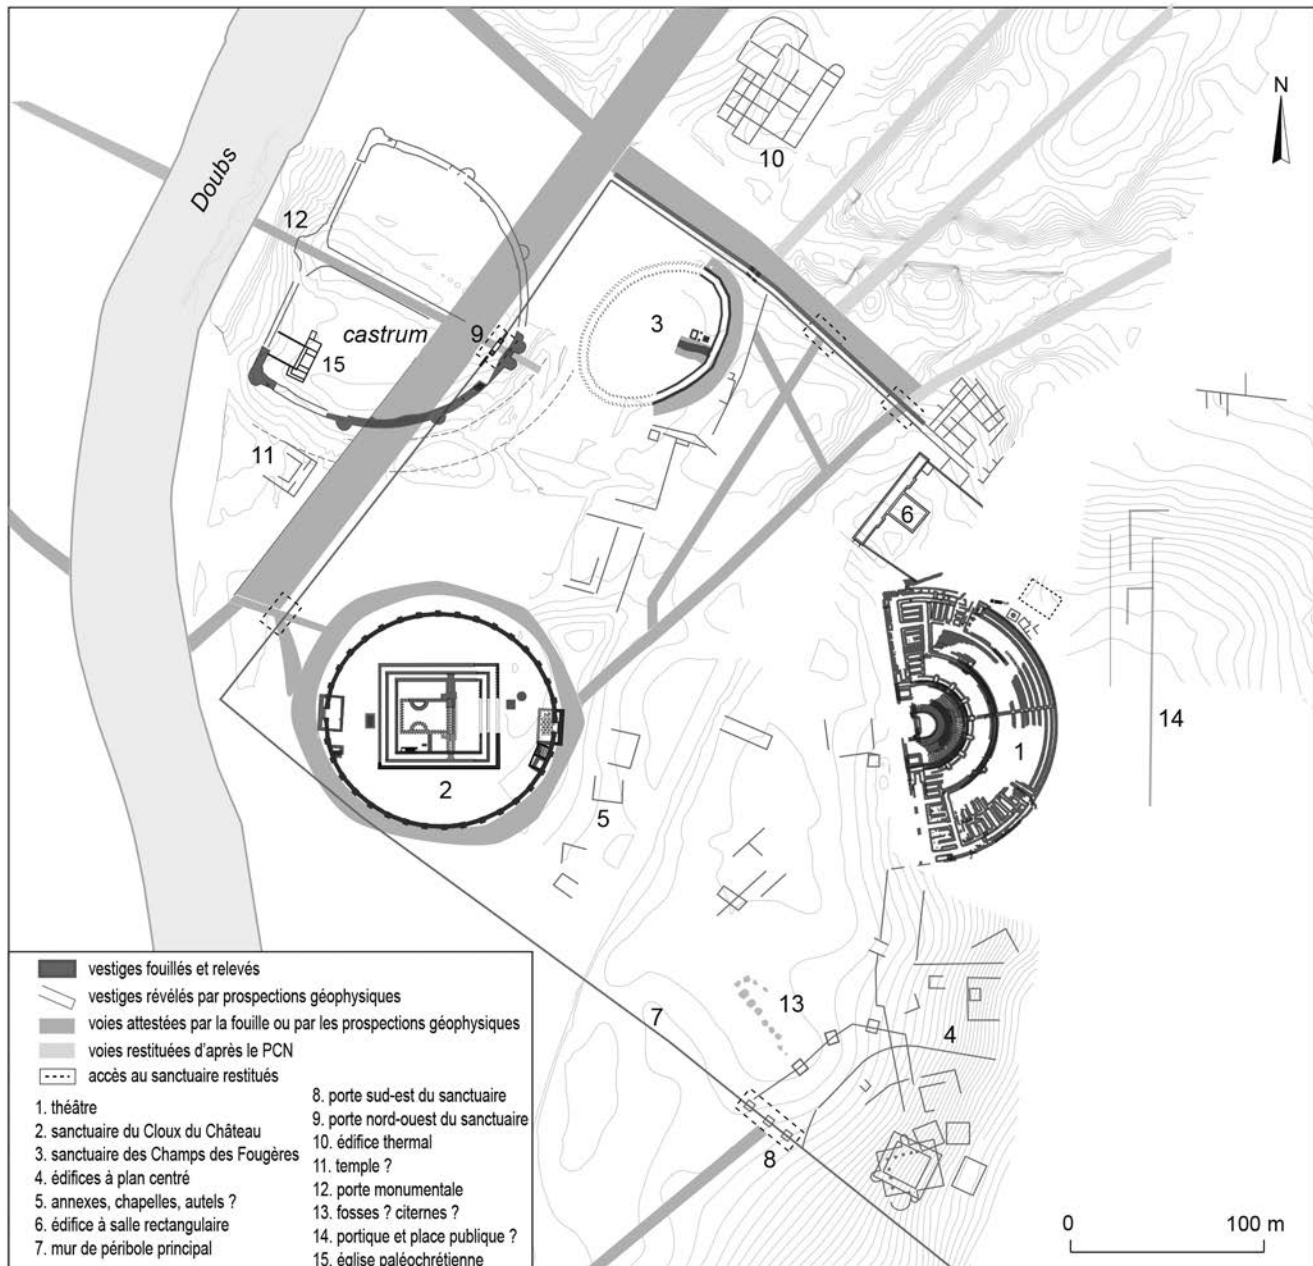 N
10
Doubs
12
3
castrum
9
15
11
6
14
1
2
5
13
7
4
8
vestiges fouillés et relevés
vestiges révélés par prospections géophysiques
voies attestées par la fouille ou par les prospections géophysiques
voies restituées d'après le PCN
accès au sanctuaire restitués
1. théâtre
2. sanctuaire du Cloux du Château
3. sanctuaire des Champs des Fougères
4. édifices à plan centré
5. annexes, chapelles, autels ?
6. édifice à salle rectangulaire
7. mur de péribole principal
8. porte sud-est du sanctuaire
9. porte nord-ouest du sanctuaire
10. édifice thermal
11. temple ?
12. porte monumentale
13. fosses ? citernes ?
14. portique et place publique ?
15. église paléochrétienne
0 100 m